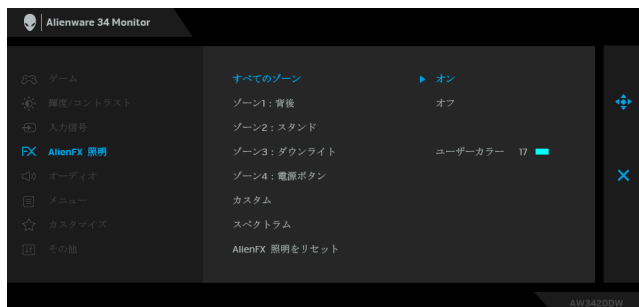 Alienware 34 Monitor
ゲーム
輝度/コントラスト
入力信号
FX AlienFX 照明
オーディオ
メニュー
カスタマイズ
その他
すべてのゾーン
ゾーン1：背後
ゾーン2：スタンド
ゾーン3：ダウンライト
ゾーン4：電源ボタン
カスタム
スペクトラム
AlienFX 照明をリセット
オン
オフ
ユーザーカラー 17
AW3420DW